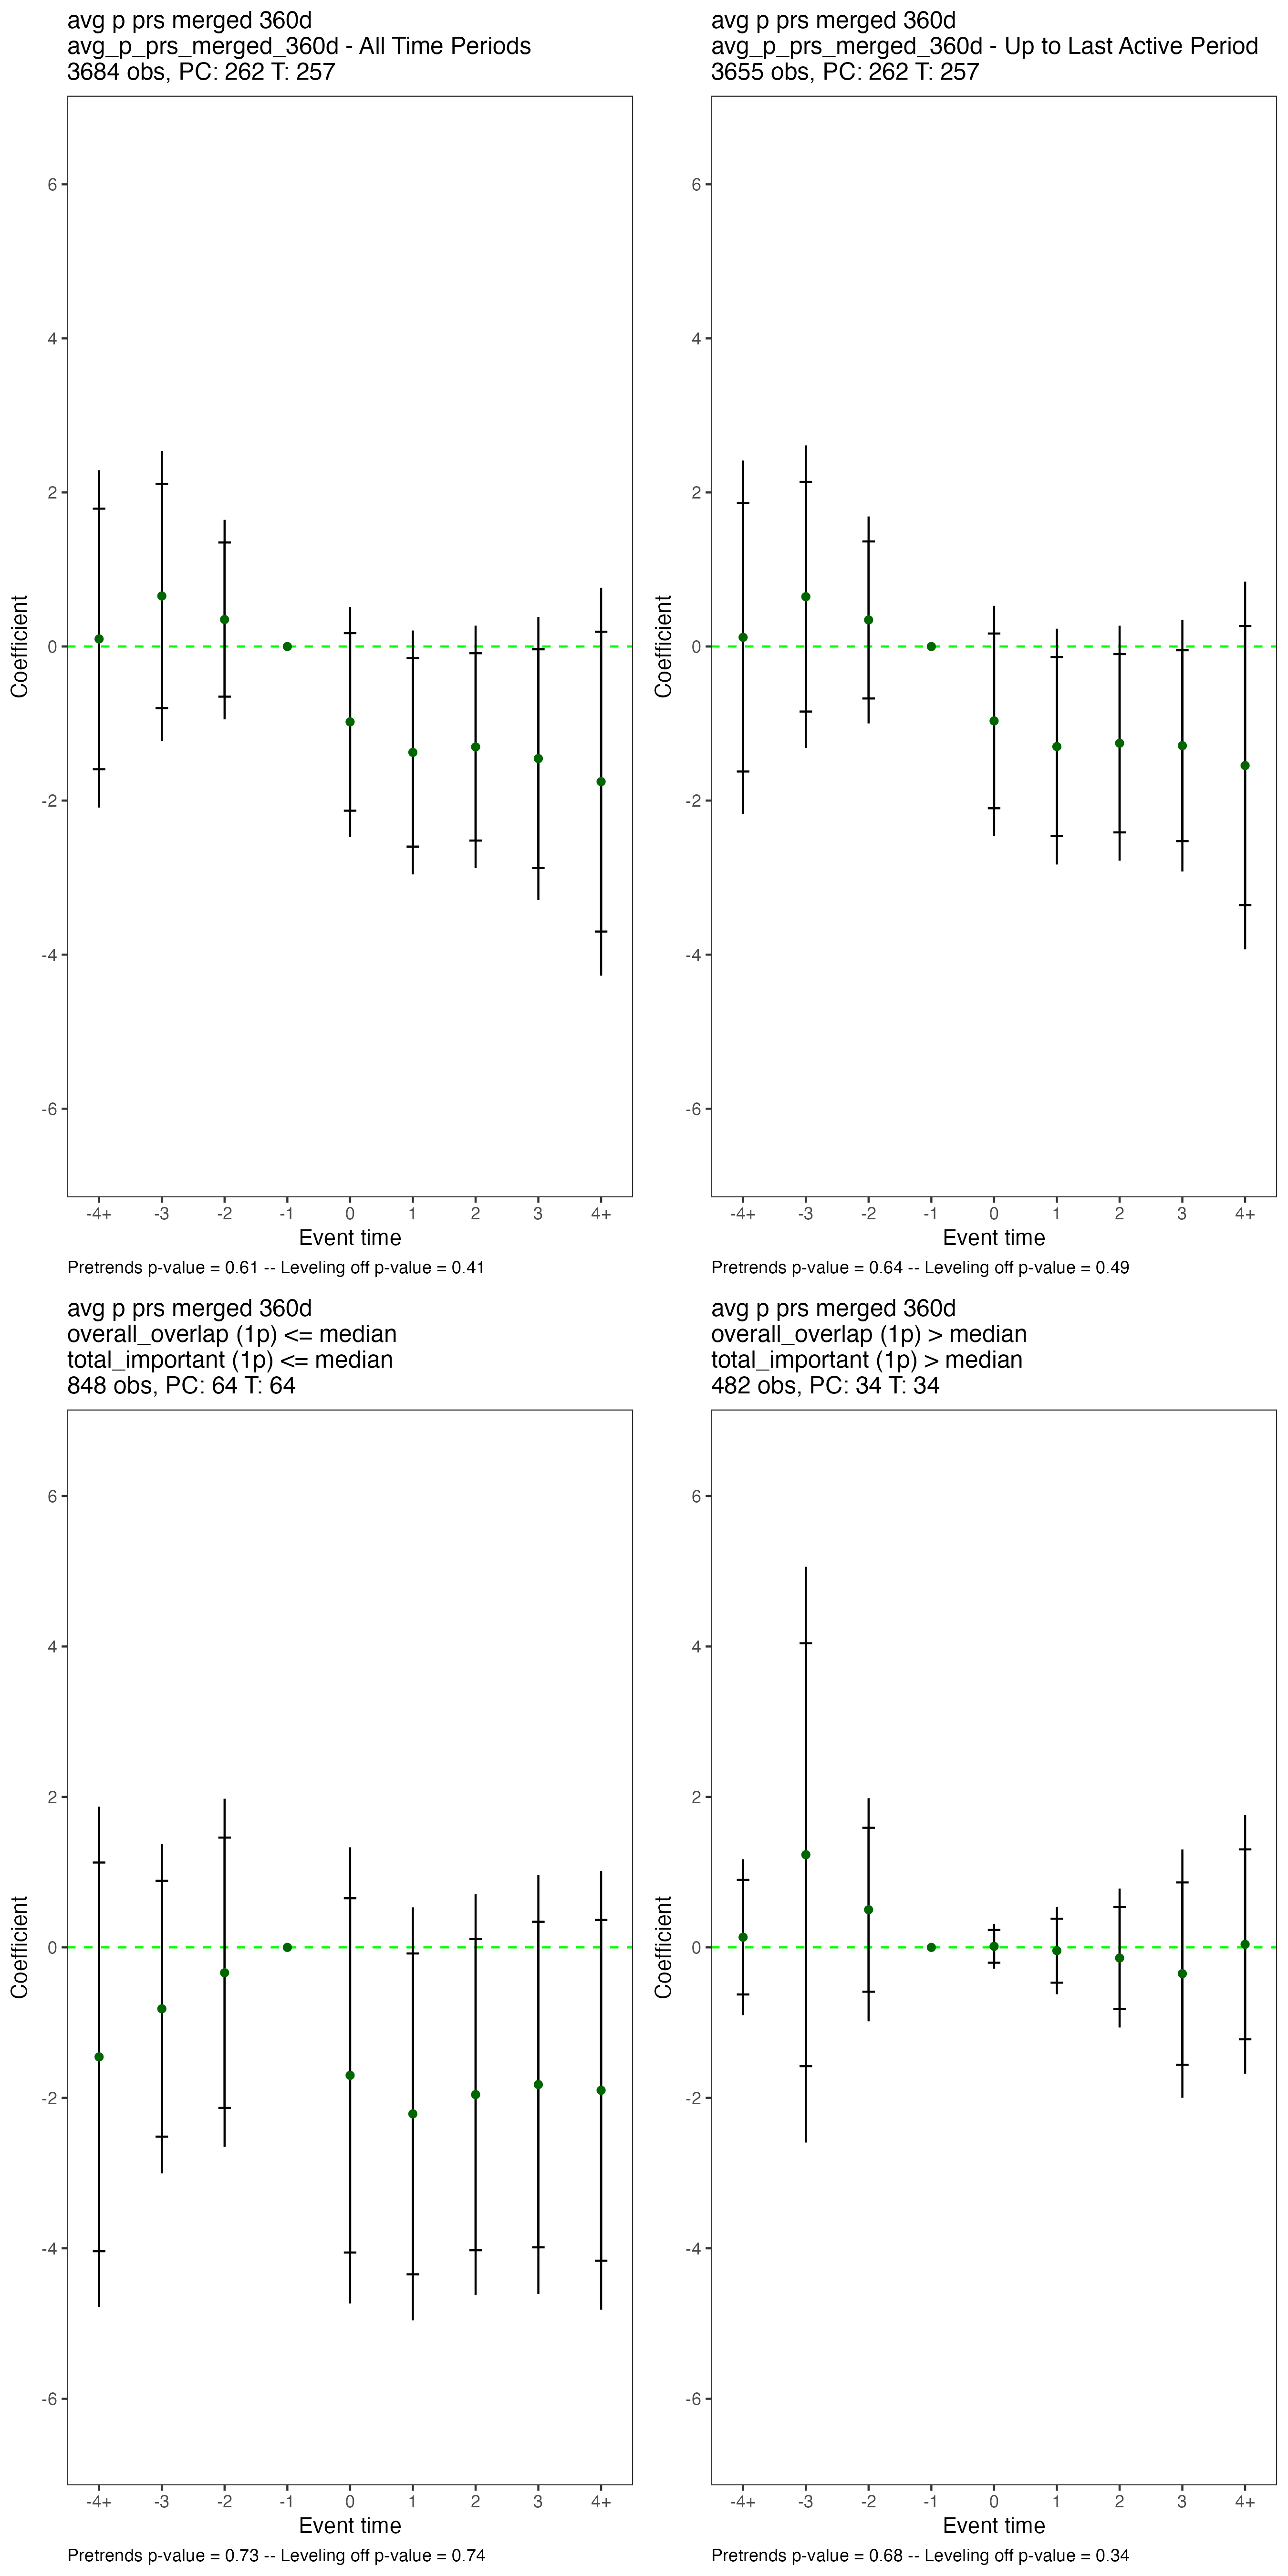 avg p prs merged 360d
avg_p_prs_merged_360d - All Time Periods
3684 obs, PC: 262 T: 257
Coefficient
6
4
2
0
-2
-4
-6
-4+ -3 -2 -1 0 1 2 3 4+
Event time
Pretrends p-value = 0.61 -- Leveling off p-value = 0.41
avg p prs merged 360d
avg_p_prs_merged_360d - Up to Last Active Period
3655 obs, PC: 262 T: 257
Coefficient
6
4
2
0
-2
-4
-6
-4+ -3 -2 -1 0 1 2 3 4+
Event time
Pretrends p-value = 0.64 -- Leveling off p-value = 0.49
avg p prs merged 360d
overall_overlap (1p) <= median
total_important (1p) <= median
848 obs, PC: 64 T: 64
Coefficient
6
4
2
0
-2
-4
-6
-4+ -3 -2 -1 0 1 2 3 4+
Event time
Pretrends p-value = 0.73 -- Leveling off p-value = 0.74
avg p prs merged 360d
overall_overlap (1p) > median
total_important (1p) > median
482 obs, PC: 34 T: 34
Coefficient
6
4
2
0
-2
-4
-6
-4+ -3 -2 -1 0 1 2 3 4+
Event time
Pretrends p-value = 0.68 -- Leveling off p-value = 0.34